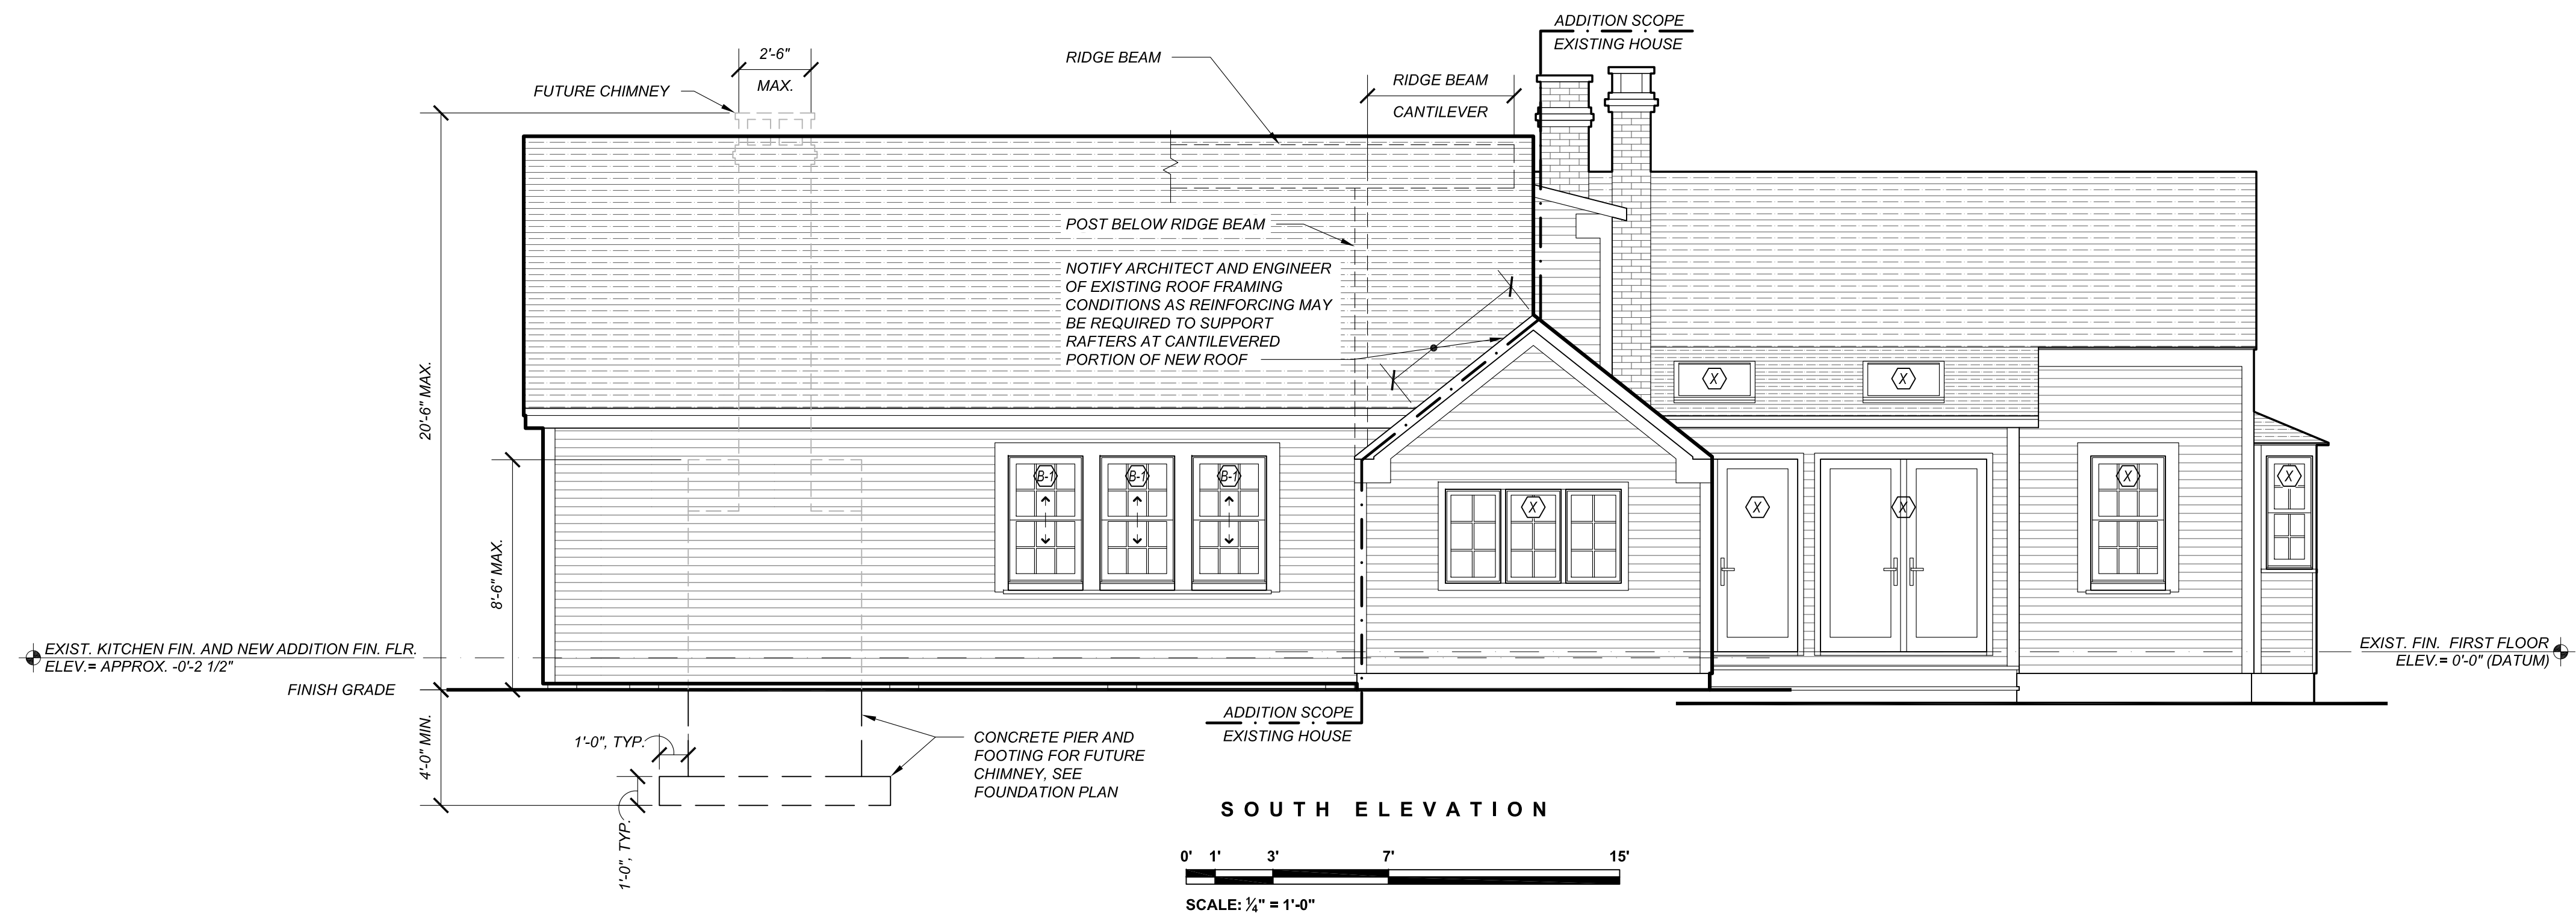 ADDITION SCOPE
EXISTING HOUSE
2'-6"
MAX.
FUTURE CHIMNEY
RIDGE BEAM
RIDGE BEAM
CANTILEVER
POST BELOW RIDGE BEAM
NOTIFY ARCHITECT AND ENGINEER
OF EXISTING ROOF FRAMING
CONDITIONS AS REINFORCING MAY
BE REQUIRED TO SUPPORT
RAFTERS AT CANTILEVERED
PORTION OF NEW ROOF
20'-6" MAX.
8'-6" MAX.
X
X
B-1
B-1
B-1
X
X
X
X
X
EXIST. KITCHEN FIN. AND NEW ADDITION FIN. FLR.
ELEV.= APPROX. -0'-2 1/2"
EXIST. FIN. FIRST FLOOR
ELEV.= 0'-0" (DATUM)
FINISH GRADE
4'-0" MIN.
1'-0", TYP.
1'-0", TYP.
CONCRETE PIER AND
FOOTING FOR FUTURE
CHIMNEY, SEE
FOUNDATION PLAN
ADDITION SCOPE
EXISTING HOUSE
SOUTH ELEVATION
0' 1' 3' 7' 15'
SCALE: ¼" = 1'-0"